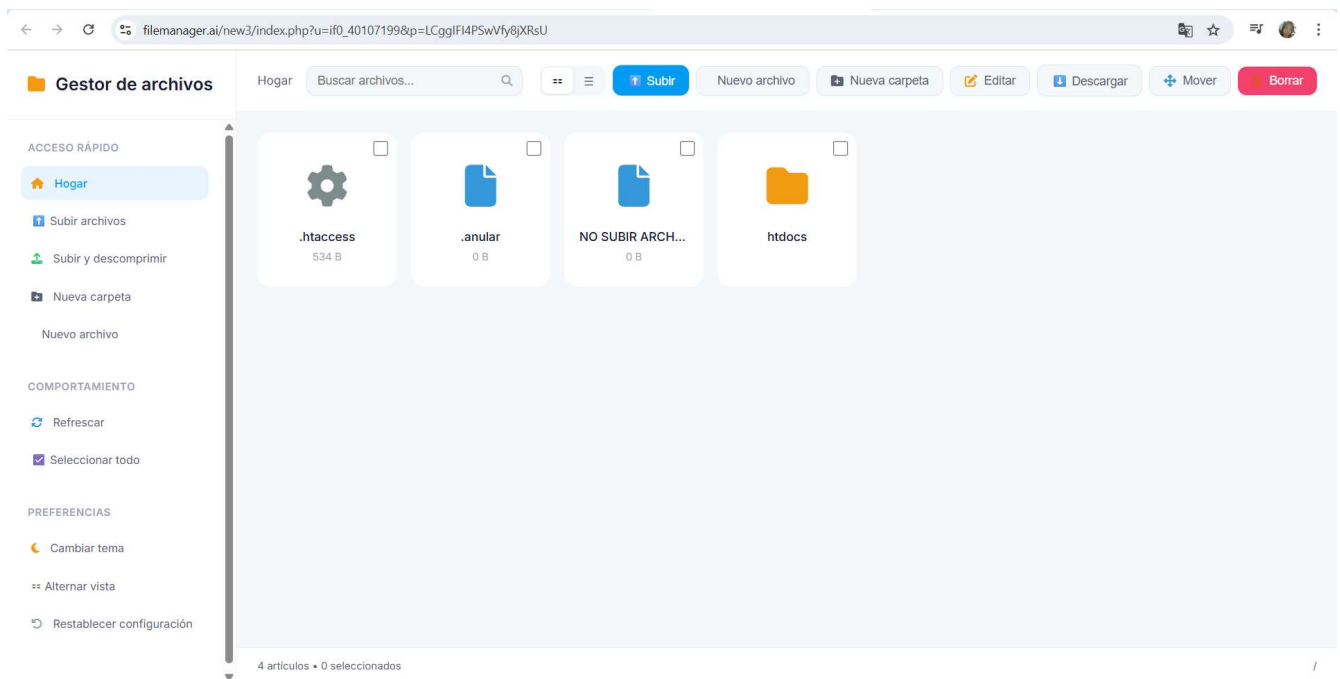 filemanager.ai/new3/index.php?u=if0_40107199&p=LCggIFI4PSwVfy8jXRsU
Gestor de archivos
Hogar
Buscar archivos...
Subir
Nuevo archivo
Nueva carpeta
Editar
Descargar
Mover
Borrar
ACCESO RÁPIDO
Hogar
Subir archivos
Subir y descomprimir
Nueva carpeta
Nuevo archivo
COMPORTAMIENTO
Refrescar
Seleccionar todo
PREFERENCIAS
Cambiar tema
Alternar vista
Restablecer configuración
.htaccess
534 B
.anular
0 B
NO SUBIR ARCH...
0 B
htdocs
4 artículos • 0 seleccionados
/